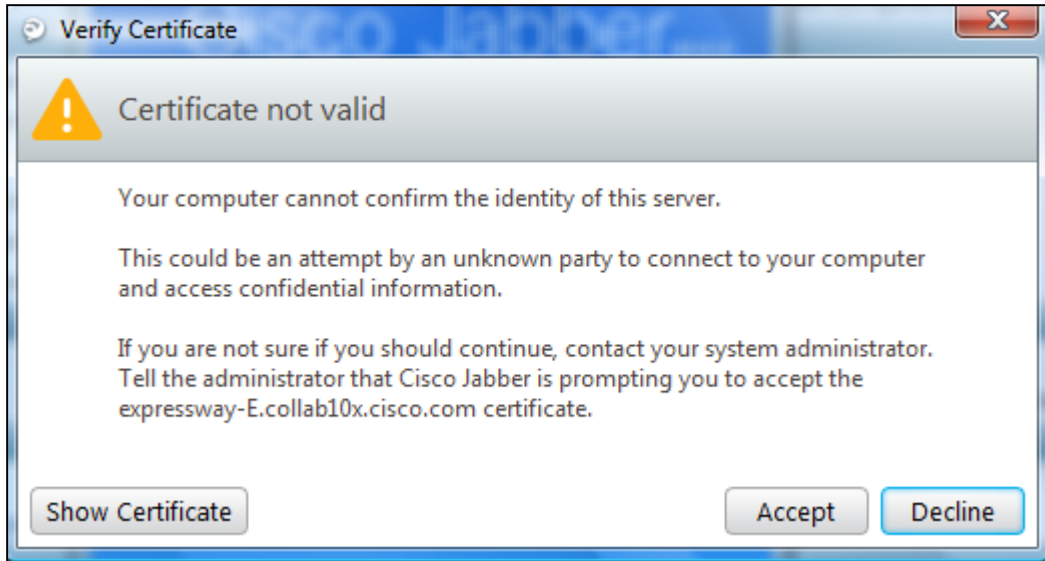 Verify Certificate
Cisco Jabber
Certificate not valid
Your computer cannot confirm the identity of this server.
This could be an attempt by an unknown party to connect to your computer
and access confidential information.
If you are not sure if you should continue, contact your system administrator.
Tell the administrator that Cisco Jabber is prompting you to accept the
expressway-E.collab10x.cisco.com certificate.
Show Certificate
Accept
Decline